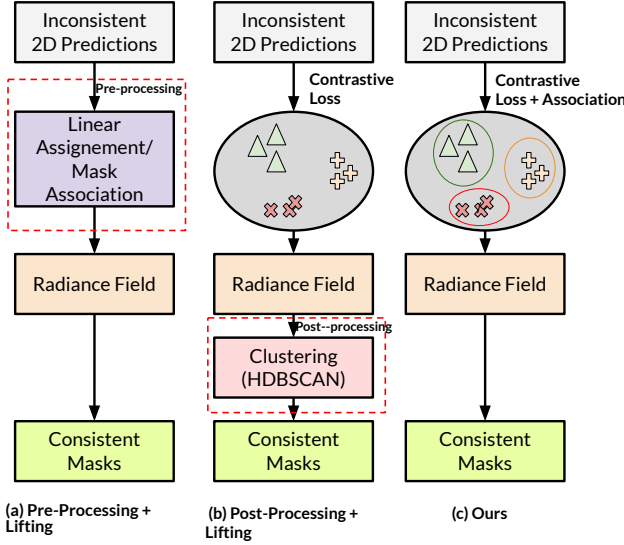 Inconsistent
2D Predictions
Pre-processing
Linear
Assignement/
Mask
Association
Radiance Field
Consistent
Masks
(a) Pre-Processing +
Lifting
Inconsistent
2D Predictions
Contrastive
Loss
Radiance Field
Post--processing
Clustering
(HDBSCAN)
Consistent
Masks
(b) Post-Processing +
Lifting
Inconsistent
2D Predictions
Contrastive
Loss + Association
Radiance Field
Consistent
Masks
(c) Ours